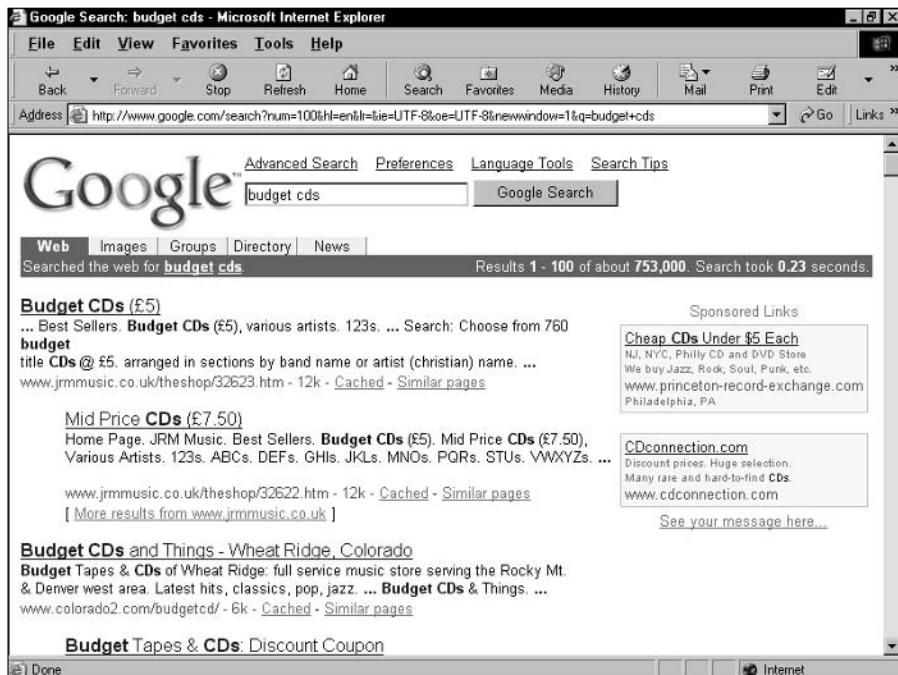 Google Search: budget cds - Microsoft Internet Explorer
File Edit View Favorites Tools Help
Back Forward Stop Refresh Home Search Favorites Media History Mail Print Edit
Address http://www.google.com/search?num=100&hl=en&lr=&ie=UTF-8&oe=UTF-8&newwindow=1&q=budget+cds Go Links
Google™
Advanced Search Preferences Language Tools Search Tips
budget cds Google Search
Web Images Groups Directory News
Searched the web for budget cds. Results 1 - 100 of about 753,000. Search took 0.23 seconds.
Budget CDs (£5)
... Best Sellers. Budget CDs (£5), various artists. 123s. ... Search: Choose from 760
budget
title CDs @ £5. arranged in sections by band name or artist (christian) name. ...
www.jrmmusic.co.uk/theshop/32623.htm - 12k - Cached - Similar pages
Mid Price CDs (£7.50)
Home Page. JRM Music. Best Sellers. Budget CDs (£5). Mid Price CDs (£7.50),
Various Artists. 123s. ABCs. DEFs. GHIs. JKLs. MNOs. PQRs. STUs. VWXYZs. ...
www.jrmmusic.co.uk/theshop/32622.htm - 12k - Cached - Similar pages
[ More results from www.jrmmusic.co.uk ]
Budget CDs and Things - Wheat Ridge, Colorado
Budget Tapes & CDs of Wheat Ridge: full service music store serving the Rocky Mt.
& Denver west area. Latest hits, classics, pop, jazz. ... Budget CDs & Things. ...
www.colorado2.com/budgetcd/ - 6k - Cached - Similar pages
Budget Tapes & CDs: Discount Coupon
Sponsored Links
Cheap CDs Under $5 Each
NJ, NYC, Philly CD and DVD Store
We buy Jazz, Rock, Soul, Punk, etc.
www.princeton-record-exchange.com
Philadelphia, PA
CDconnection.com
Discount prices. Huge selection.
Many rare and hard-to-find CDs.
www.cdconnection.com
See your message here...
Done Internet